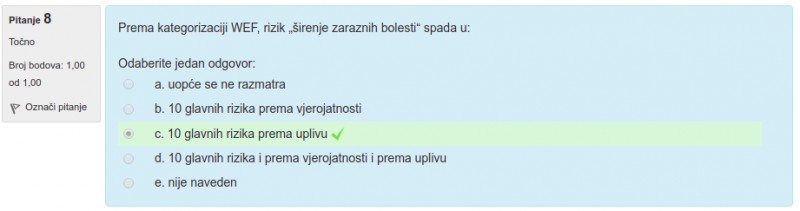 Pitanje 8
Točno
Broj bodova: 1,00
od 1,00
Označi pitanje
Prema kategorizaciji WEF, rizik „širenje zaraznih bolesti“ spada u:
Odaberite jedan odgovor:
a. uopće se ne razmatra
b. 10 glavnih rizika prema vjerojatnosti
c. 10 glavnih rizika prema uplivu
d. 10 glavnih rizika i prema vjerojatnosti i prema uplivu
e. nije naveden